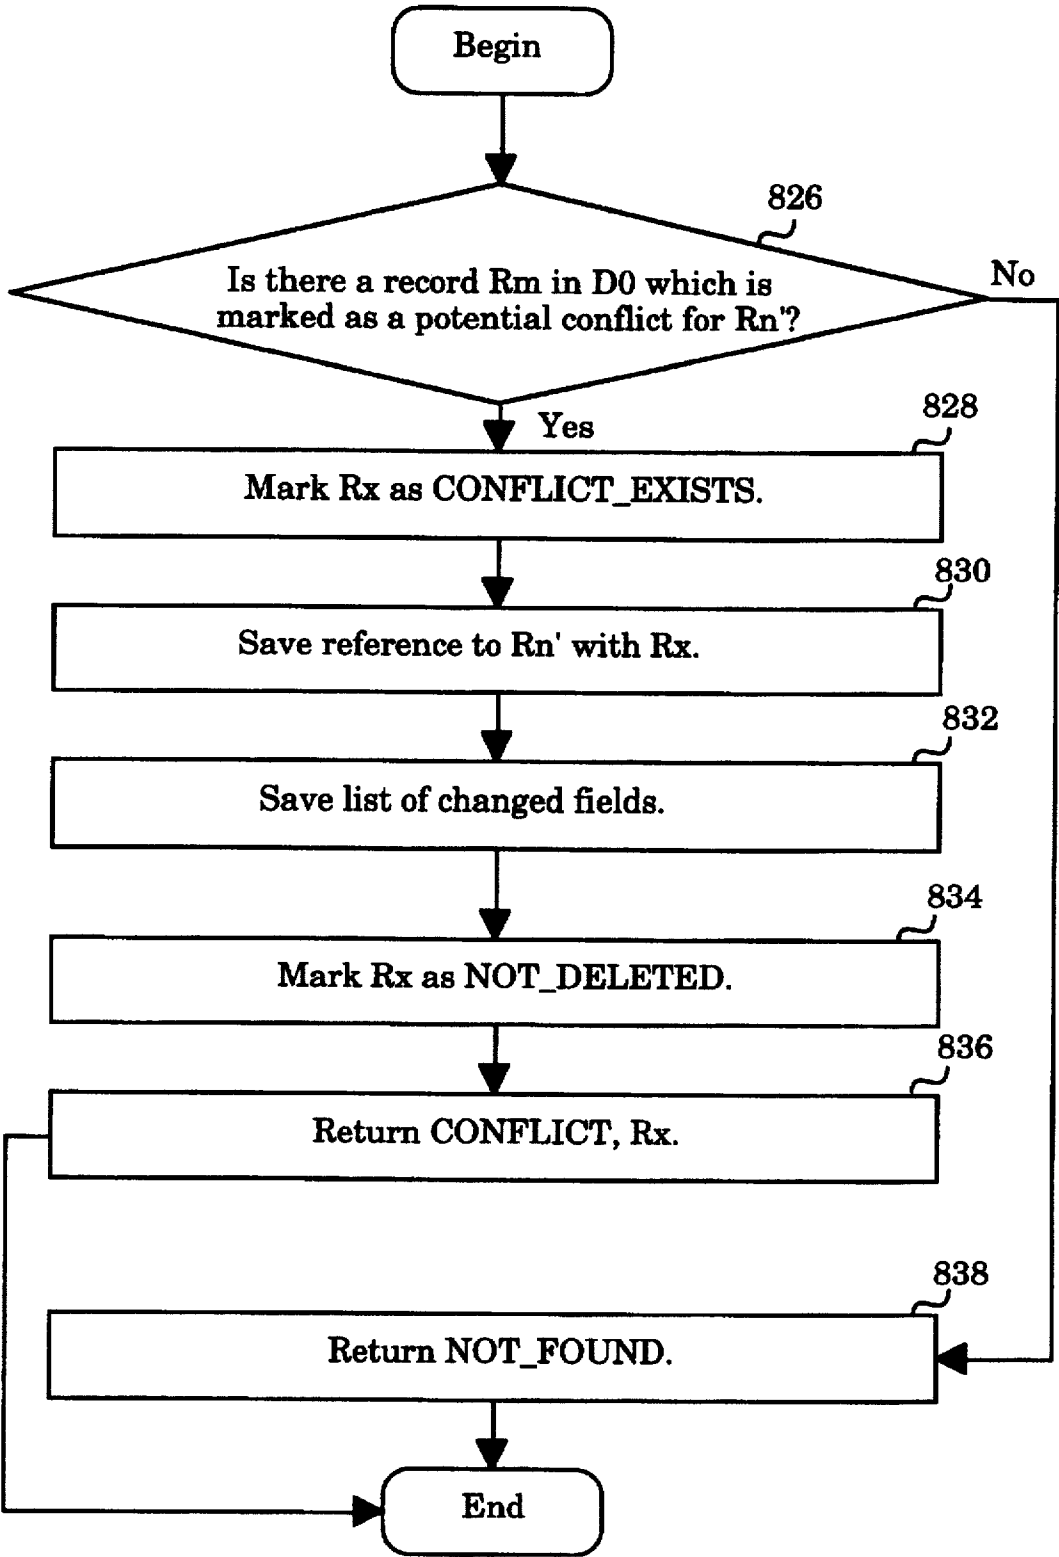 Begin
826
Is there a record Rm in D0 which is
marked as a potential conflict for Rn'?
No
Yes
828
Mark Rx as CONFLICT_EXISTS.
830
Save reference to Rn' with Rx.
832
Save list of changed fields.
834
Mark Rx as NOT_DELETED.
836
Return CONFLICT, Rx.
838
Return NOT_FOUND.
End